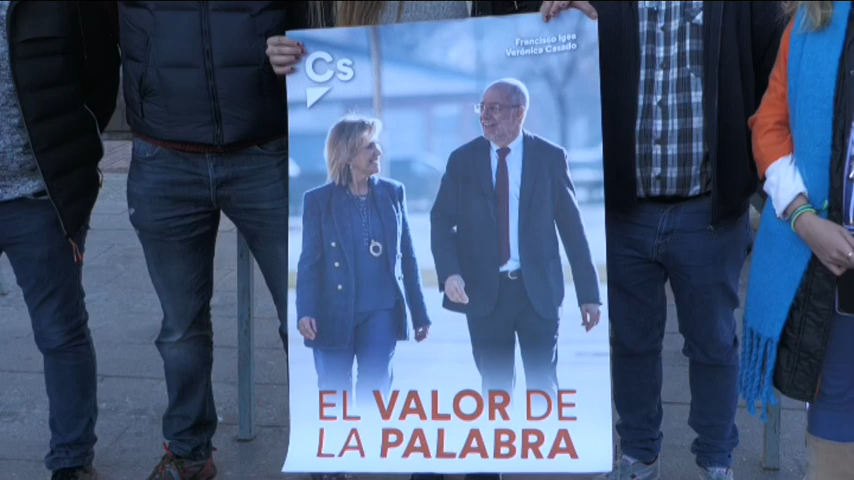 Cs
Francisco Igea
Verónica Casado
EL VALOR DE
LA PALABRA